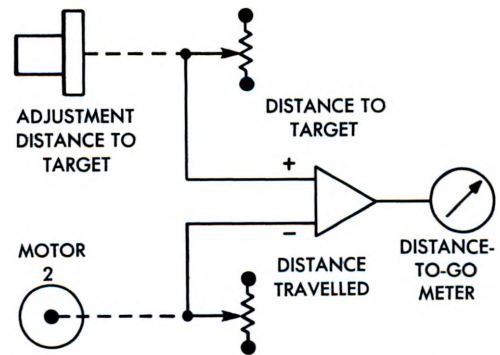 ADJUSTMENT
DISTANCE TO
TARGET
DISTANCE TO
TARGET
+
−
MOTOR
2
DISTANCE
TRAVELLED
DISTANCE-
TO-GO
METER